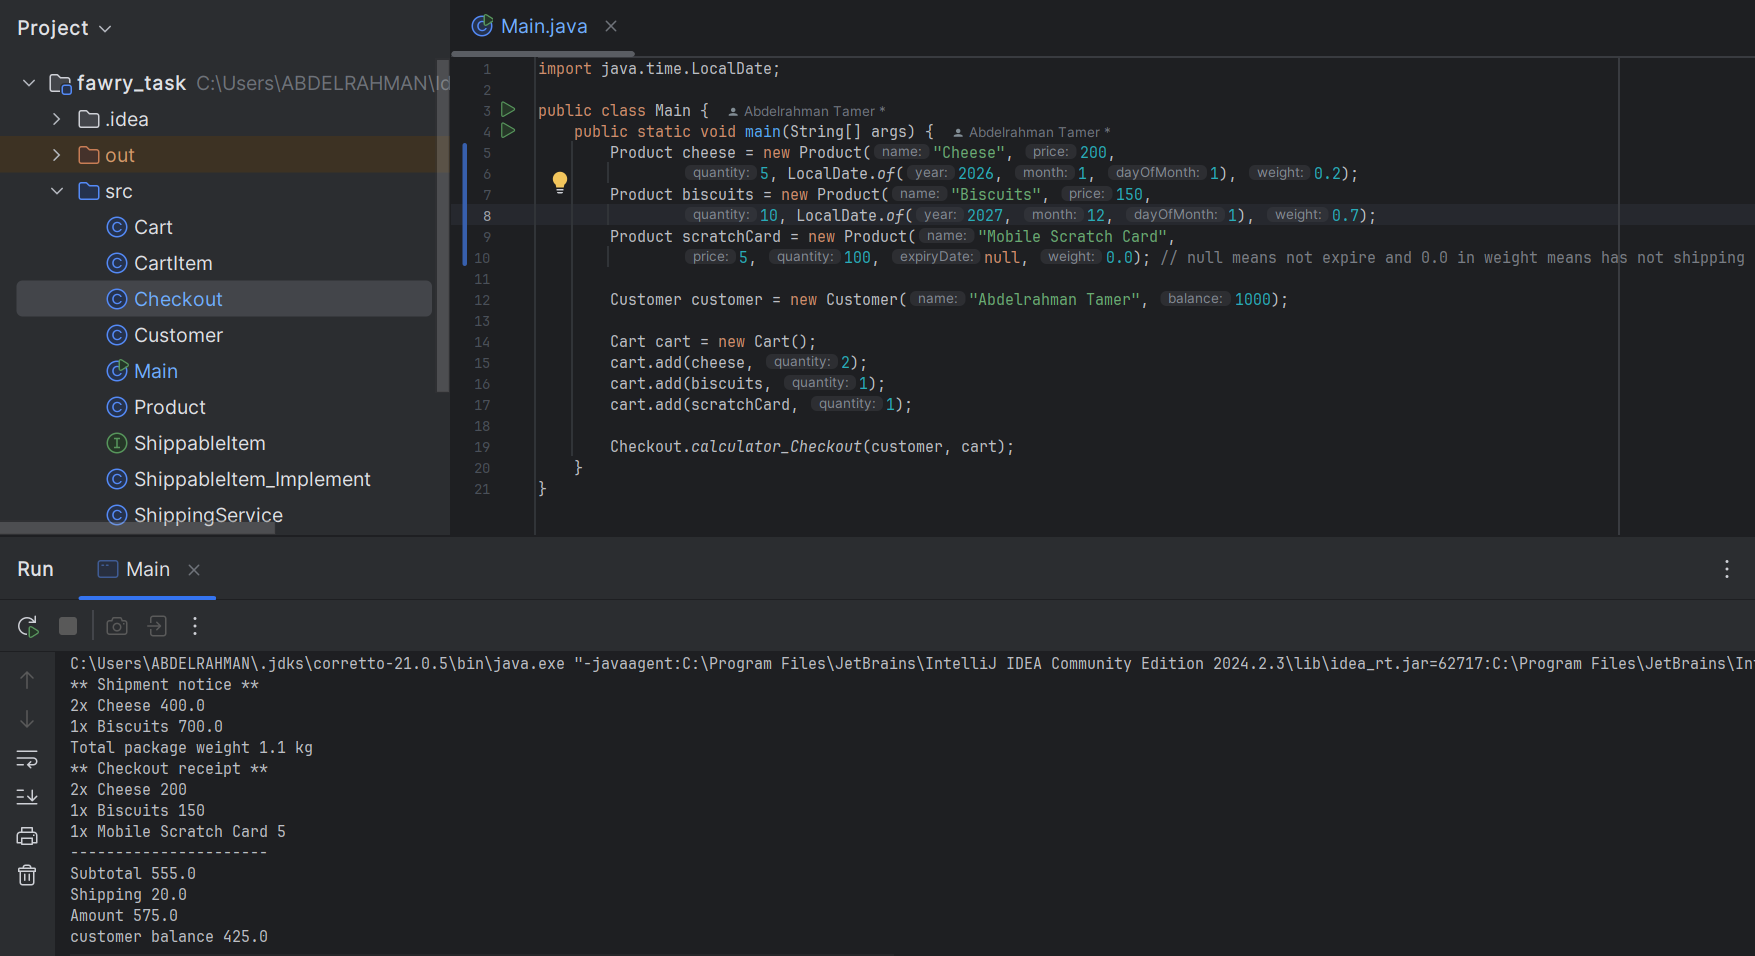 Project
Main.java
fawry_task C:\Users\ABDELRAHMAN\Id
.idea
out
src
Cart
CartItem
Checkout
Customer
Main
Product
ShippableItem
ShippableItem_Implement
ShippingService
1 import java.time.LocalDate;
2
3 public class Main { Abdelrahman Tamer *
4 public static void main(String[] args) { Abdelrahman Tamer *
5 Product cheese = new Product( name: "Cheese", price: 200,
6 quantity: 5, LocalDate.of( year: 2026, month: 1, dayOfMonth: 1), weight: 0.2);
7 Product biscuits = new Product( name: "Biscuits", price: 150,
8 quantity: 10, LocalDate.of( year: 2027, month: 12, dayOfMonth: 1), weight: 0.7);
9 Product scratchCard = new Product( name: "Mobile Scratch Card",
10 price: 5, quantity: 100, expiryDate: null, weight: 0.0); // null means not expire and 0.0 in weight means has not shipping
11
12 Customer customer = new Customer( name: "Abdelrahman Tamer", balance: 1000);
13
14 Cart cart = new Cart();
15 cart.add(cheese, quantity: 2);
16 cart.add(biscuits, quantity: 1);
17 cart.add(scratchCard, quantity: 1);
18
19 Checkout.calculator_Checkout(customer, cart);
20 }
21 }
Run Main
C:\Users\ABDELRAHMAN\.jdks\corretto-21.0.5\bin\java.exe "-javaagent:C:\Program Files\JetBrains\IntelliJ IDEA Community Edition 2024.2.3\lib\idea_rt.jar=62717:C:\Program Files\JetBrains\Int
** Shipment notice **
2x Cheese 400.0
1x Biscuits 700.0
Total package weight 1.1 kg
** Checkout receipt **
2x Cheese 200
1x Biscuits 150
1x Mobile Scratch Card 5
----------------------
Subtotal 555.0
Shipping 20.0
Amount 575.0
customer balance 425.0